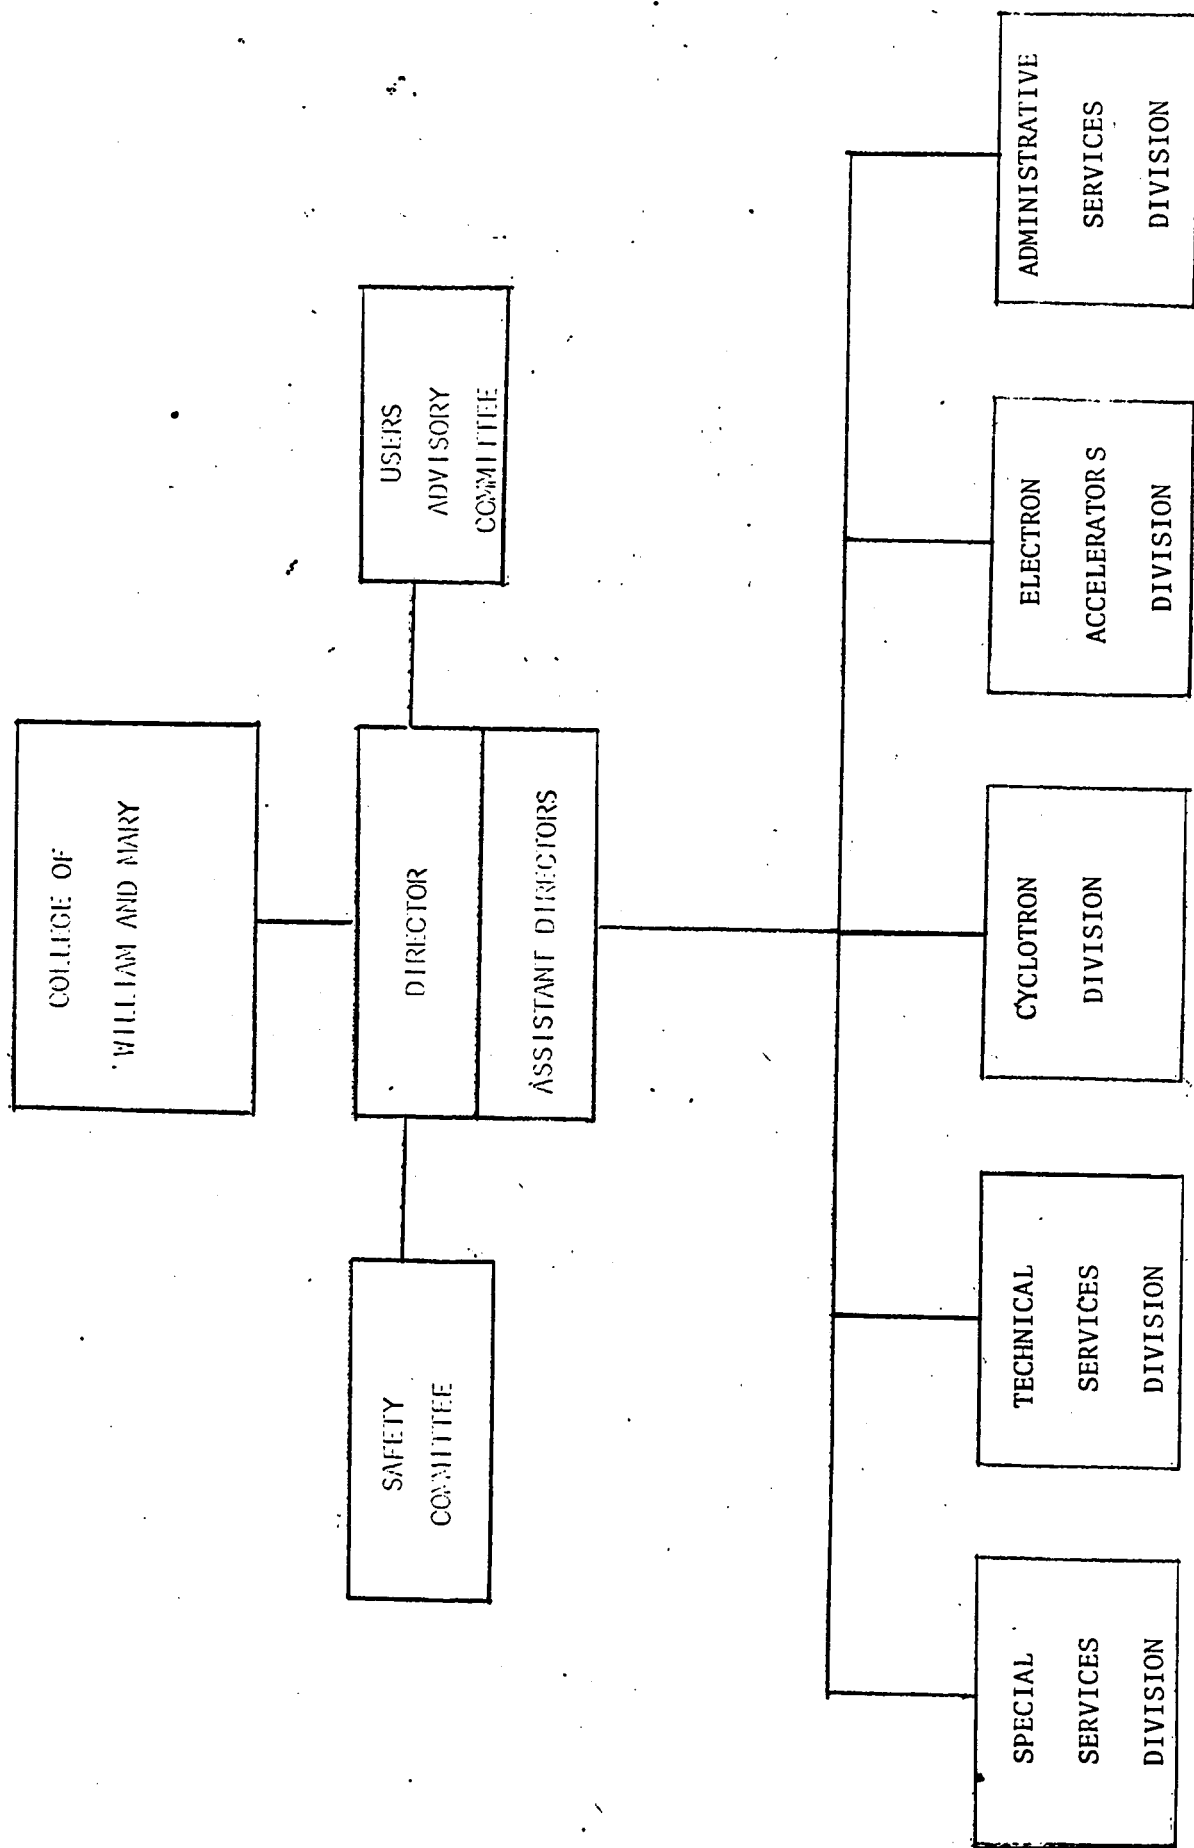 COLLEGE OF
WILLIAM AND MARY
SAFETY
COMMITTEE
DIRECTOR
ASSISTANT DIRECTORS
USERS
ADVISORY
COMMITTEE
SPECIAL
SERVICES
DIVISION
TECHNICAL
SERVICES
DIVISION
CYCLOTRON
DIVISION
ELECTRON
ACCELERATORS
DIVISION
ADMINISTRATIVE
SERVICES
DIVISION